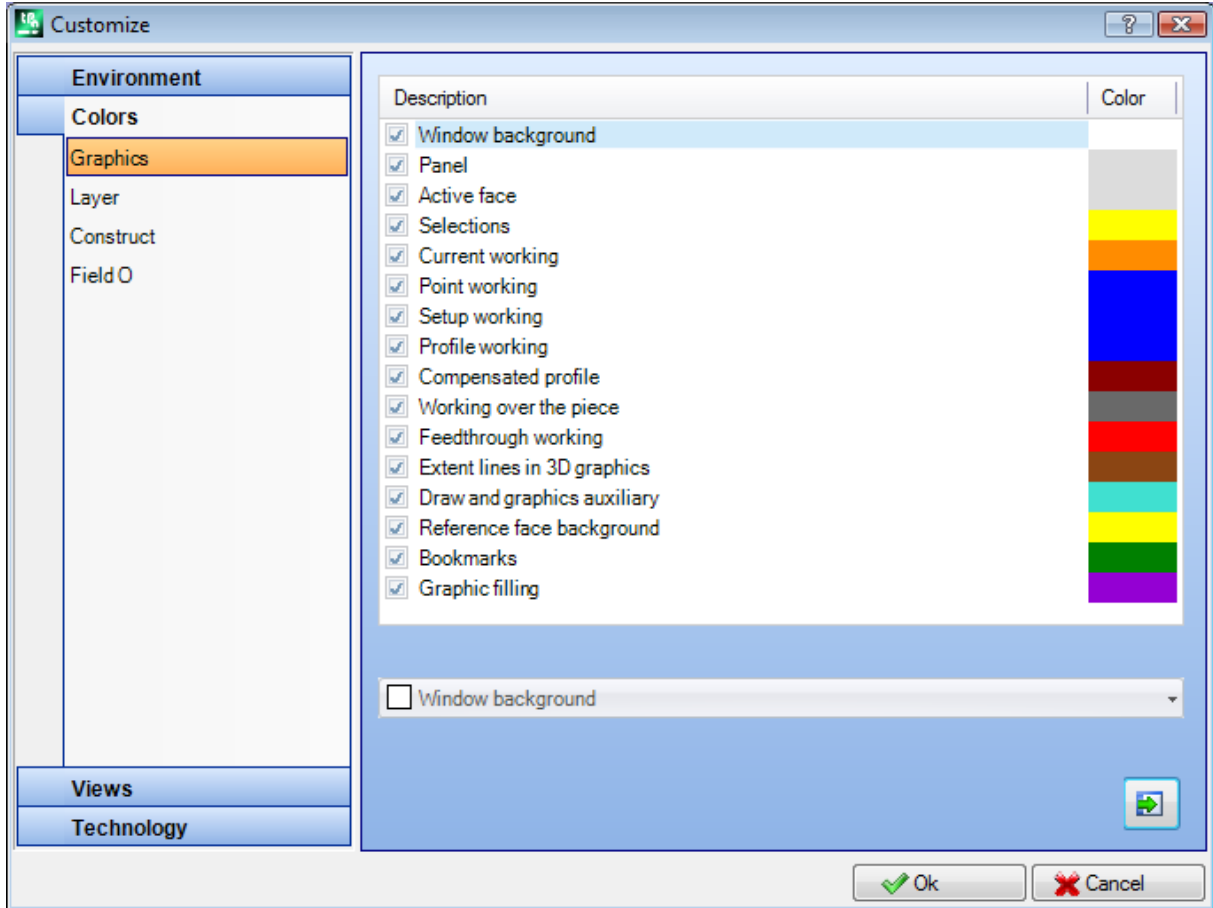 Customize
Environment
Colors
Graphics
Layer
Construct
Field O
Views
Technology
Description Color
Window background
Panel
Active face
Selections
Current working
Point working
Setup working
Profile working
Compensated profile
Working over the piece
Feedthrough working
Extent lines in 3D graphics
Draw and graphics auxiliary
Reference face background
Bookmarks
Graphic filling
Window background
Ok Cancel